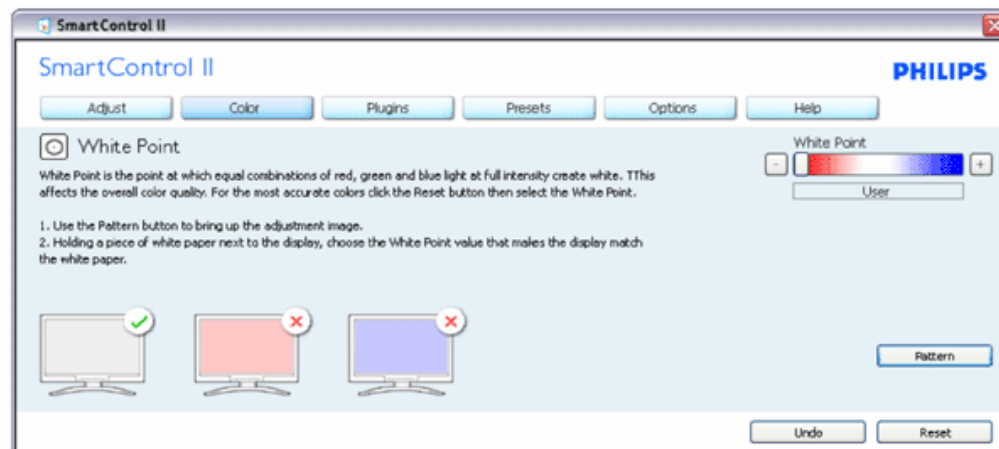 SmartControl II
SmartControl II
PHILIPS
Adjust
Color
Plugins
Presets
Options
Help
White Point
White Point is the point at which equal combinations of red, green and blue light at full intensity create white. TThis
affects the overall color quality. For the most accurate colors click the Reset button then select the White Point.
1. Use the Pattern button to bring up the adjustment image.
2. Holding a piece of white paper next to the display, choose the White Point value that makes the display match
the white paper.
White Point
-
+
User
Pattern
Undo
Reset